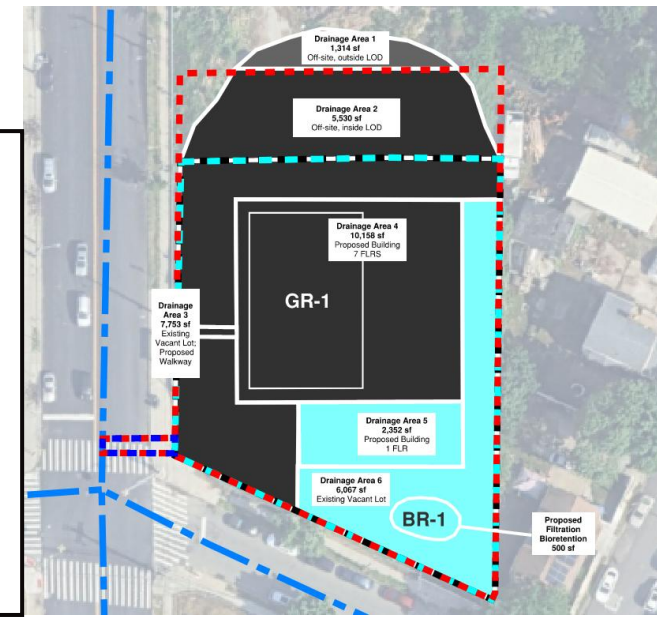 Drainage Area 1
1,314 sf
Off-site, outside LOD
Drainage Area 2
5,530 sf
Off-site, inside LOD
Drainage Area 4
10,158 sf
Proposed Building
7 FLRS
GR-1
Drainage
Area 3
7,753 sf
Existing
Vacant Lot;
Proposed
Walkway
Drainage Area 5
2,352 sf
Proposed Building
1 FLR
Drainage Area 6
6,067 sf
Existing Vacant Lot
BR-1
Proposed
Filtration
Bioretention
500 sf